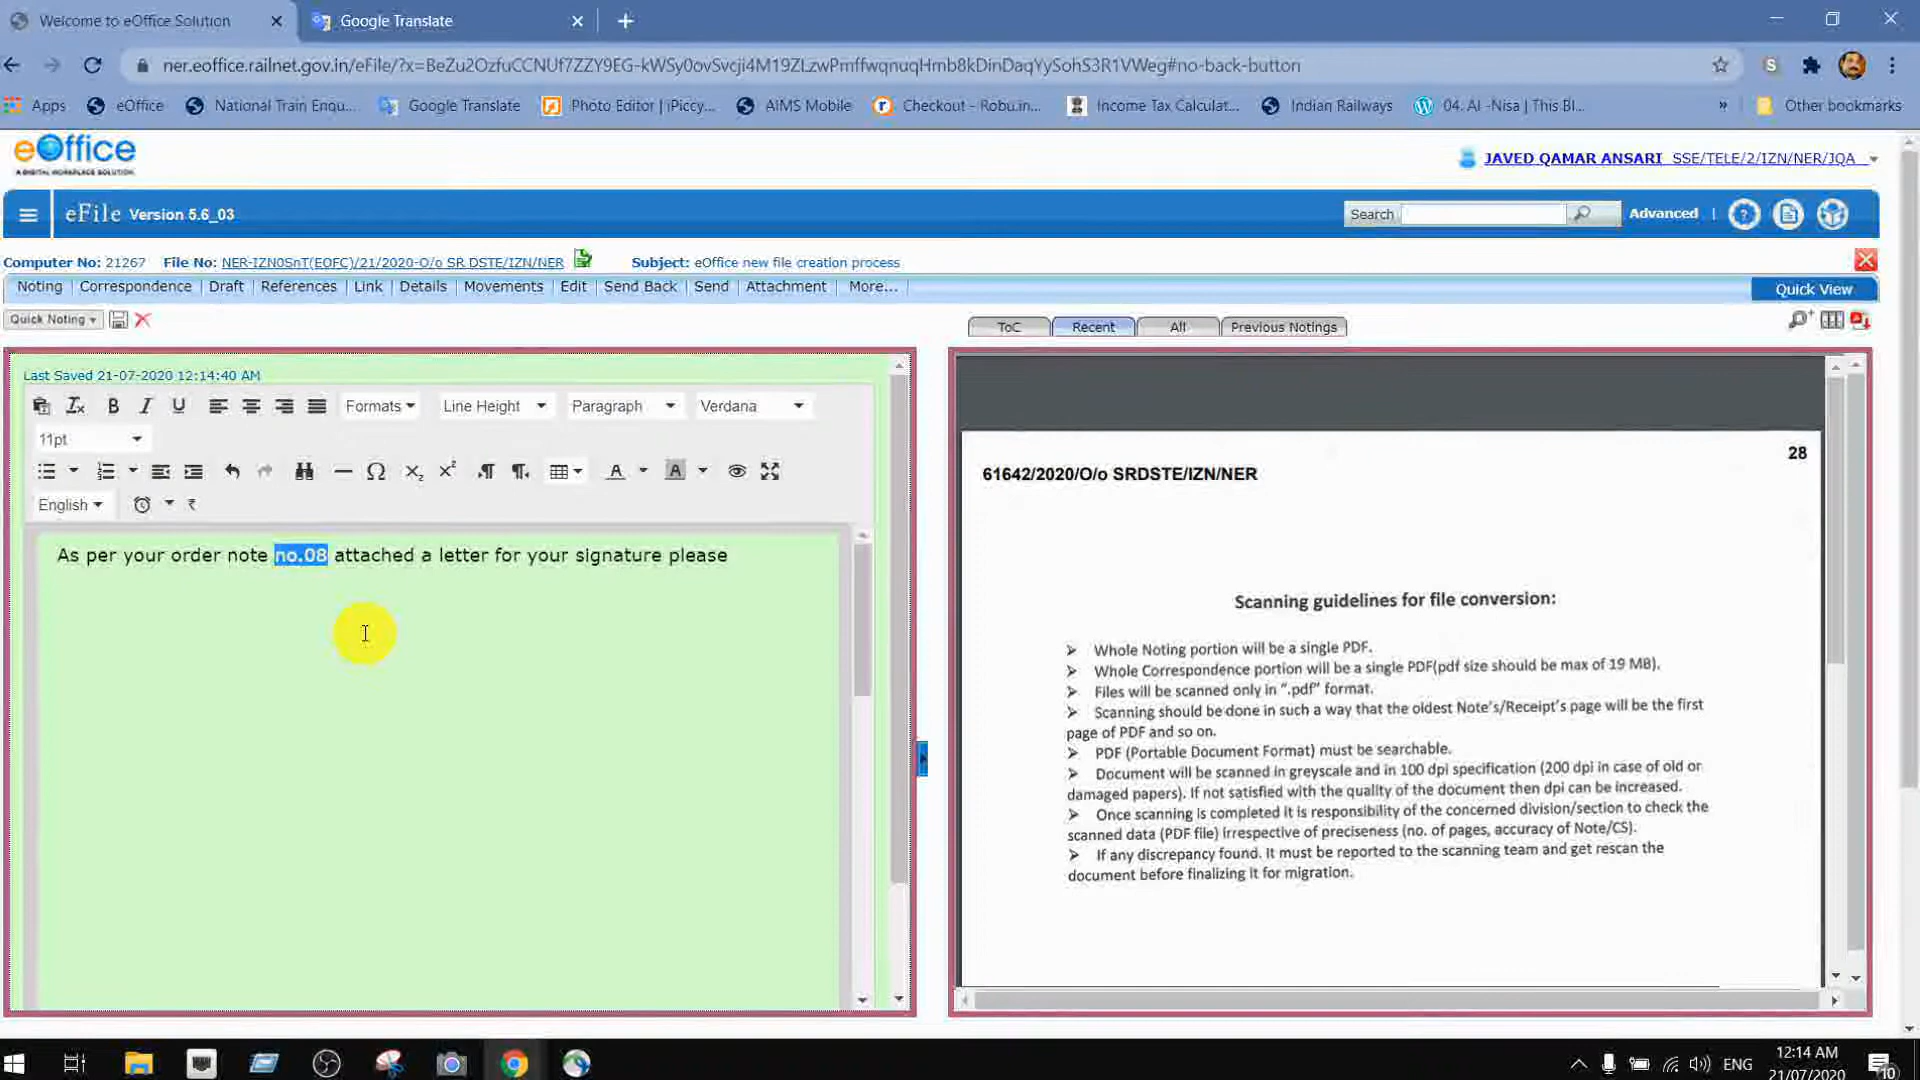 Welcome to eOffice Solution
Google Translate
ner.eoffice.railnet.gov.in/eFile/?x=BeZu2OzfuCCNUf7ZZY9EG-kWSy0ovSvcji4M19ZLzwPmffwqnuqHmb8kDinDaqYySohS3R1VWeg#no-back-button
Apps
eOffice
National Train Enqu...
Google Translate
Photo Editor | iPiccy...
AIMS Mobile
Checkout - Robu.in...
Income Tax Calculat...
Indian Railways
04. Al -Nisa | This Bl...
»
Other bookmarks
eOffice
A DIGITAL WORKPLACE SOLUTION
JAVED QAMAR ANSARI SSE/TELE/2/IZN/NER/JQA
eFile Version 5.6_03
Search
Advanced
Computer No: 21267 File No: NER-IZN0SnT(EOFC)/21/2020-O/o SR DSTE/IZN/NER Subject: eOffice new file creation process
Noting Correspondence Draft References Link Details Movements Edit Send Back Send Attachment More...
Quick View
Quick Noting
ToC
Recent
All
Previous Notings
Last Saved 21-07-2020 12:14:40 AM
Formats
Line Height
Paragraph
Verdana
11pt
English
As per your order note no.08 attached a letter for your signature please
28
61642/2020/O/o SRDSTE/IZN/NER
Scanning guidelines for file conversion:
➢ Whole Noting portion will be a single PDF.
➢ Whole Correspondence portion will be a single PDF(pdf size should be max of 19 MB).
➢ Files will be scanned only in ".pdf" format.
➢ Scanning should be done in such a way that the oldest Note's/Receipt's page will be the first
page of PDF and so on.
➢ PDF (Portable Document Format) must be searchable.
➢ Document will be scanned in greyscale and in 100 dpi specification (200 dpi in case of old or
damaged papers). If not satisfied with the quality of the document then dpi can be increased.
➢ Once scanning is completed it is responsibility of the concerned division/section to check the
scanned data (PDF file) irrespective of preciseness (no. of pages, accuracy of Note/CS).
➢ If any discrepancy found. It must be reported to the scanning team and get rescan the
document before finalizing it for migration.
ENG
12:14 AM
21/07/2020
10